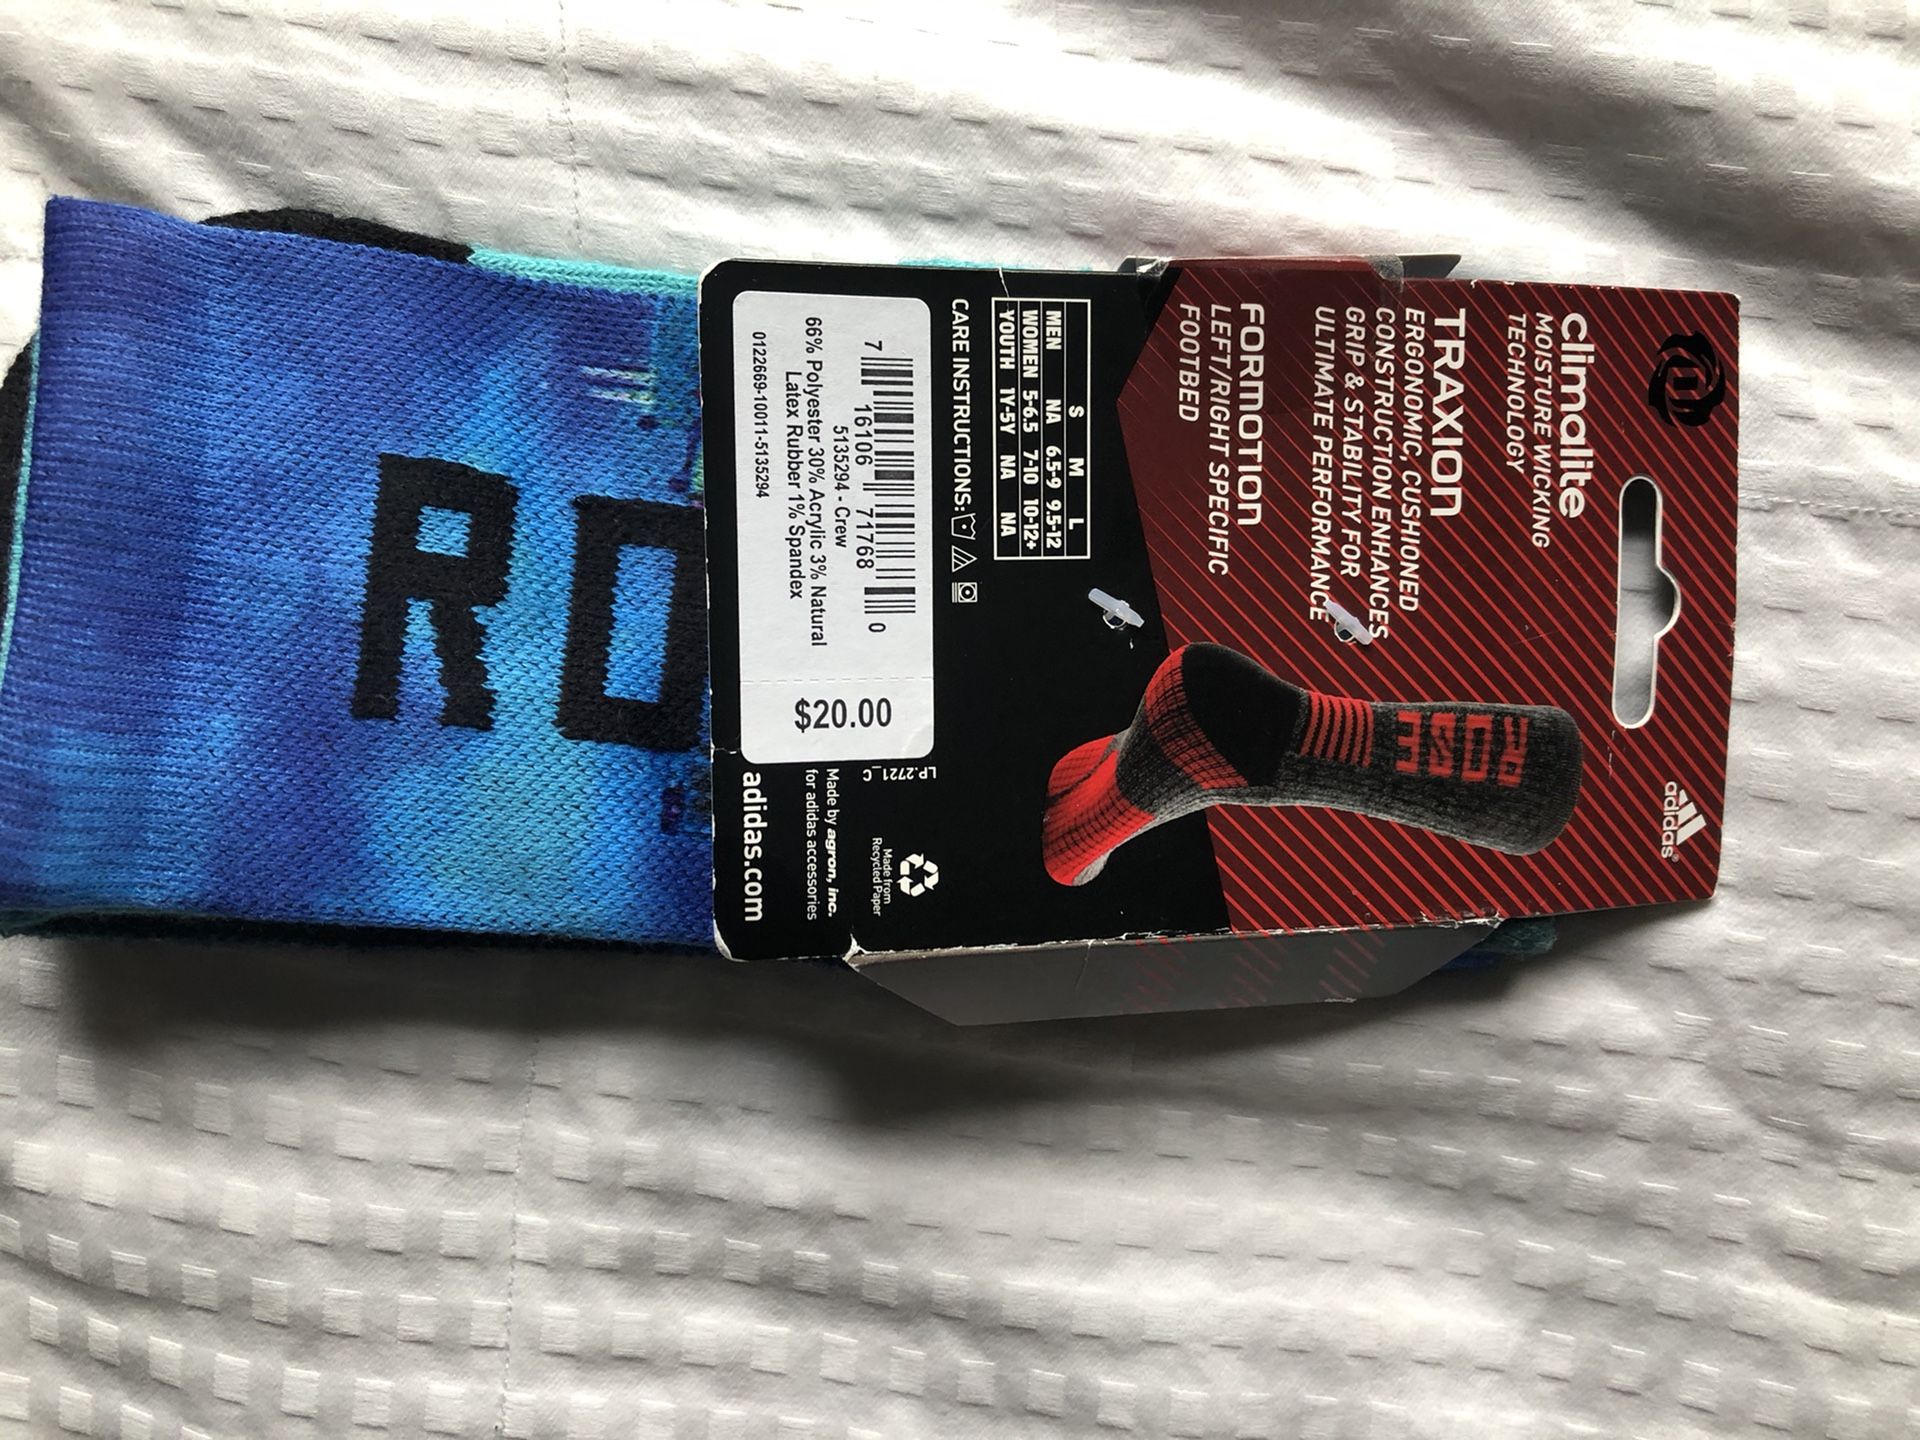 adidas
climalite
MOISTURE WICKING
TECHNOLOGY
TRAXION
ERGONOMIC, CUSHIONED
CONSTRUCTION ENHANCES
GRIP & STABILITY FOR
ULTIMATE PERFORMANCE
FORMOTION
LEFT/RIGHT SPECIFIC
FOOTBED
S M L
MEN NA 6.5-9 9.5-12
WOMEN 5-6.5 7-10 10-12+
YOUTH 1Y-5Y NA NA
CARE INSTRUCTIONS:
7 16106 71768 0
5135294 - Crew
66% Polyester 30% Acrylic 3% Natural
Latex Rubber 1% Spandex
0122669-10011-5135294
$20.00
LP.2721_C
Made from
Recycled Paper
Made by agron, inc.
for adidas accessories
adidas.com
RO